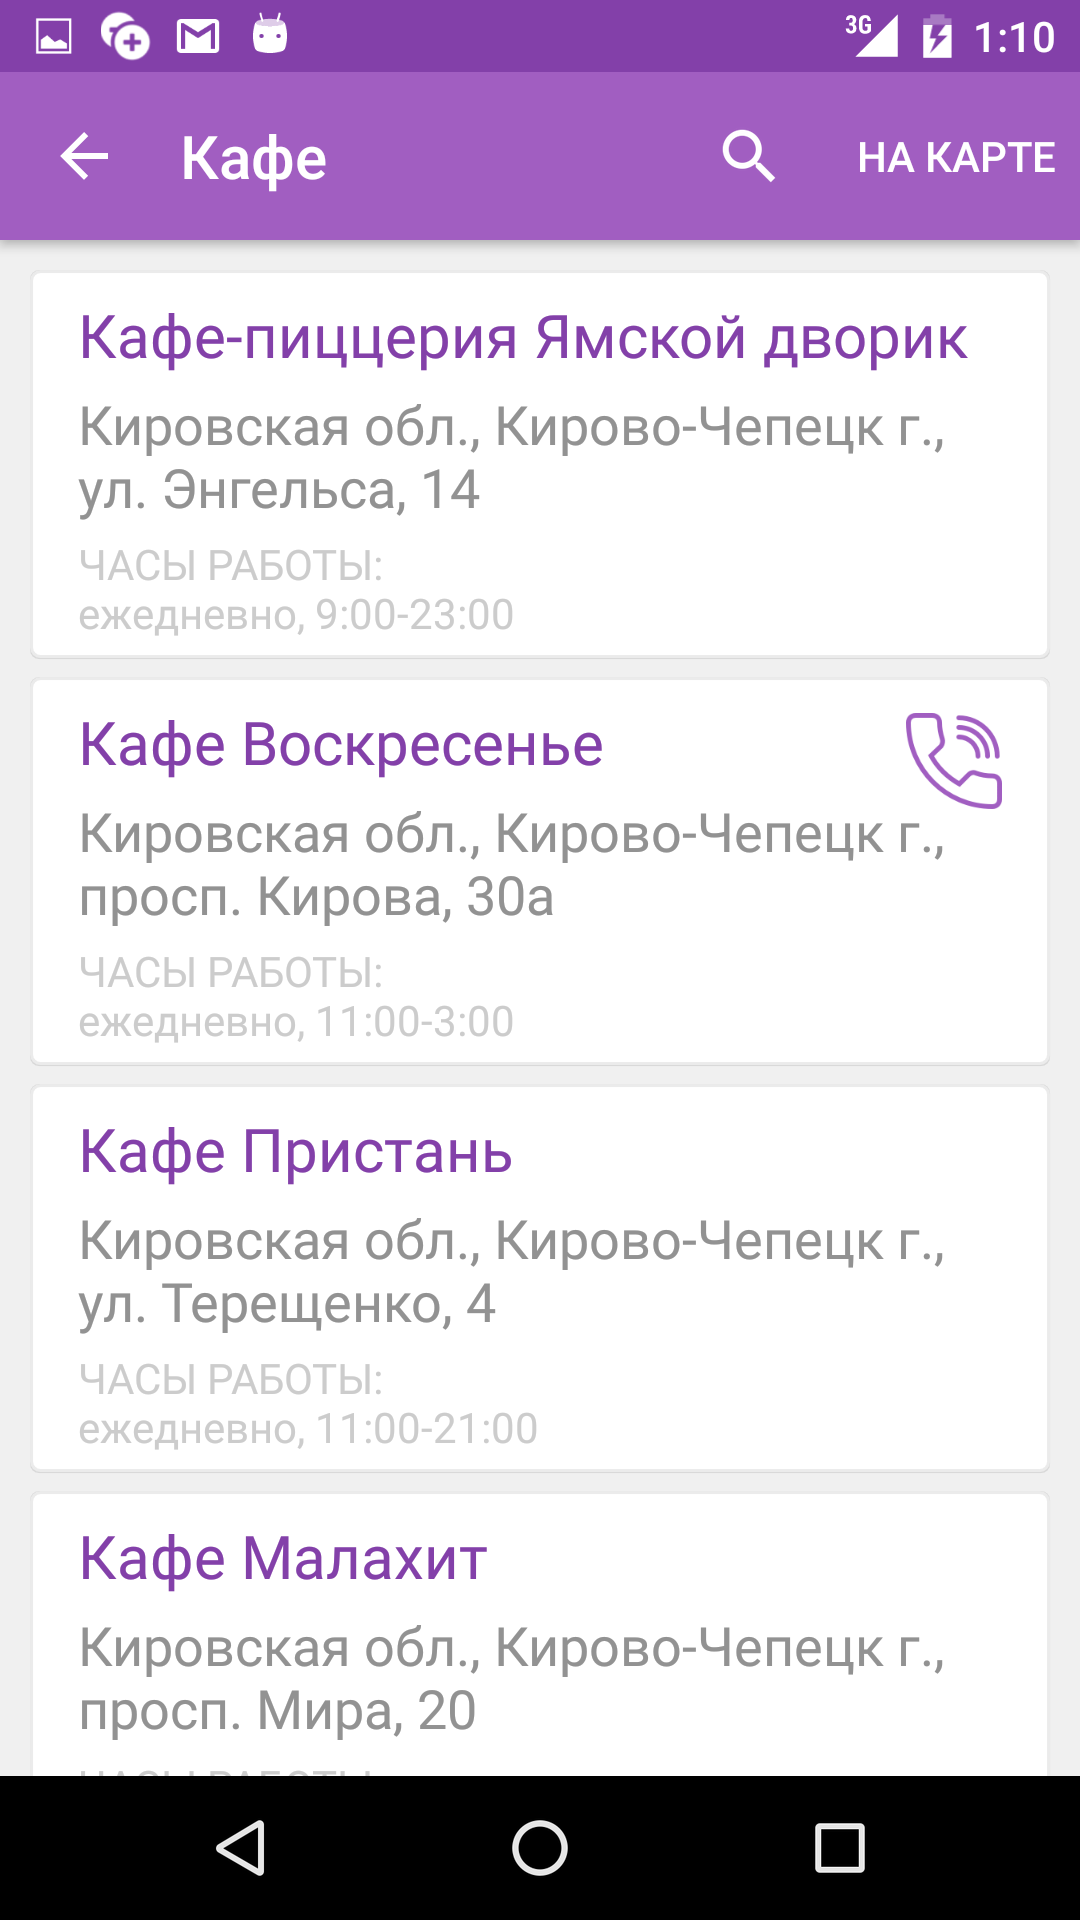 3G 1:10
Кафе НА КАРТЕ
Кафе-пиццерия Ямской дворик
Кировская обл., Кирово-Чепецк г.,
ул. Энгельса, 14
ЧАСЫ РАБОТЫ:
ежедневно, 9:00-23:00
Кафе Воскресенье
Кировская обл., Кирово-Чепецк г.,
просп. Кирова, 30а
ЧАСЫ РАБОТЫ:
ежедневно, 11:00-3:00
Кафе Пристань
Кировская обл., Кирово-Чепецк г.,
ул. Терещенко, 4
ЧАСЫ РАБОТЫ:
ежедневно, 11:00-21:00
Кафе Малахит
Кировская обл., Кирово-Чепецк г.,
просп. Мира, 20